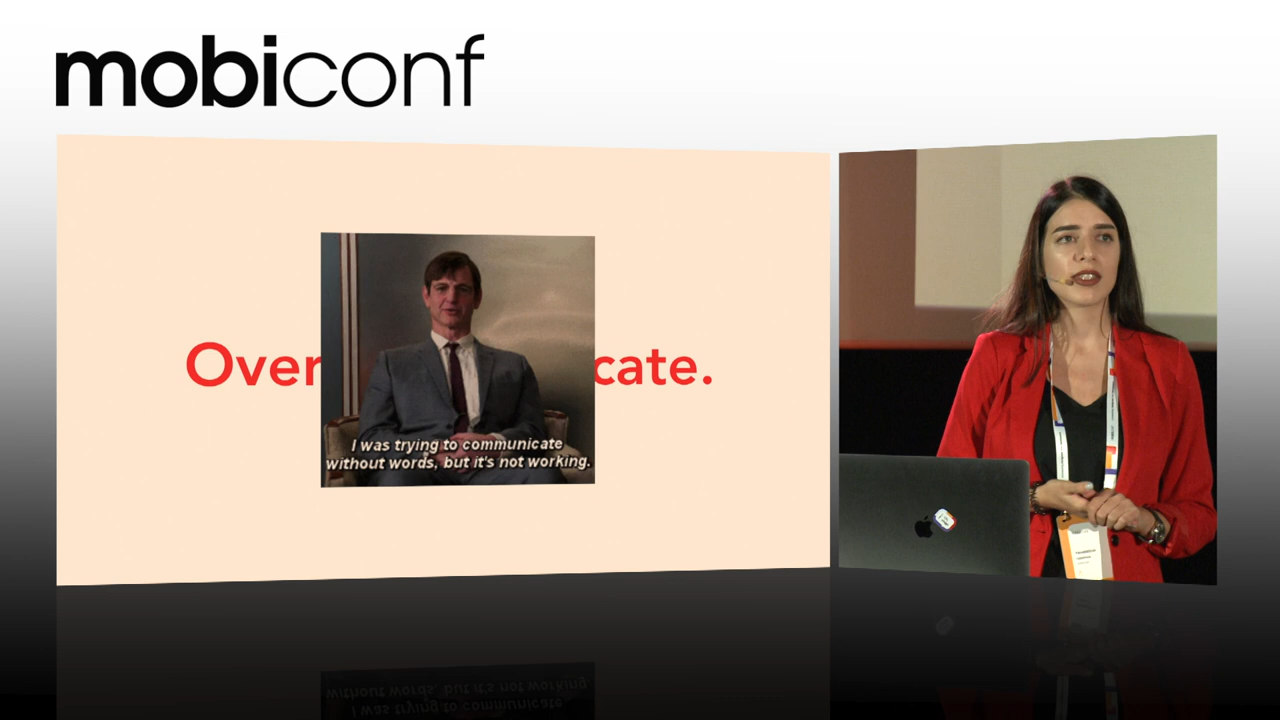 mobiconf
Over cate.
I was trying to communicate
without words, but it's not working.